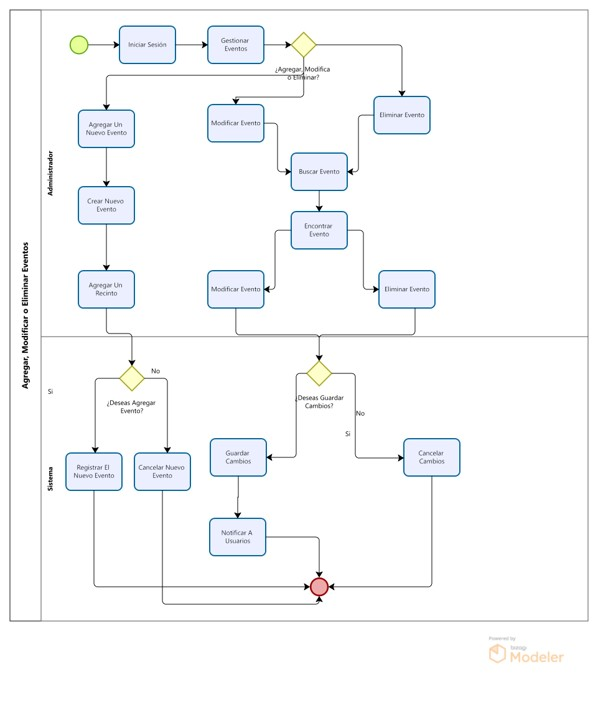 Agregar, Modificar o Eliminar Eventos
Administrador
Iniciar Sesión
Gestionar
Eventos
¿Agregar, Modifica
o Eliminar?
Agregar Un
Nuevo Evento
Modificar Evento
Eliminar Evento
Buscar Evento
Crear Nuevo
Evento
Encontrar
Evento
Agregar Un
Recinto
Modificar Evento
Eliminar Evento
Sistema
No
Si
¿Deseas Agregar
Evento?
¿Deseas Guardar
Cambios?
No
Sí
Registrar El
Nuevo Evento
Cancelar Nuevo
Evento
Guardar
Cambios
Cancelar
Cambios
Notificar A
Usuarios
Powered by
bizagi
Modeler